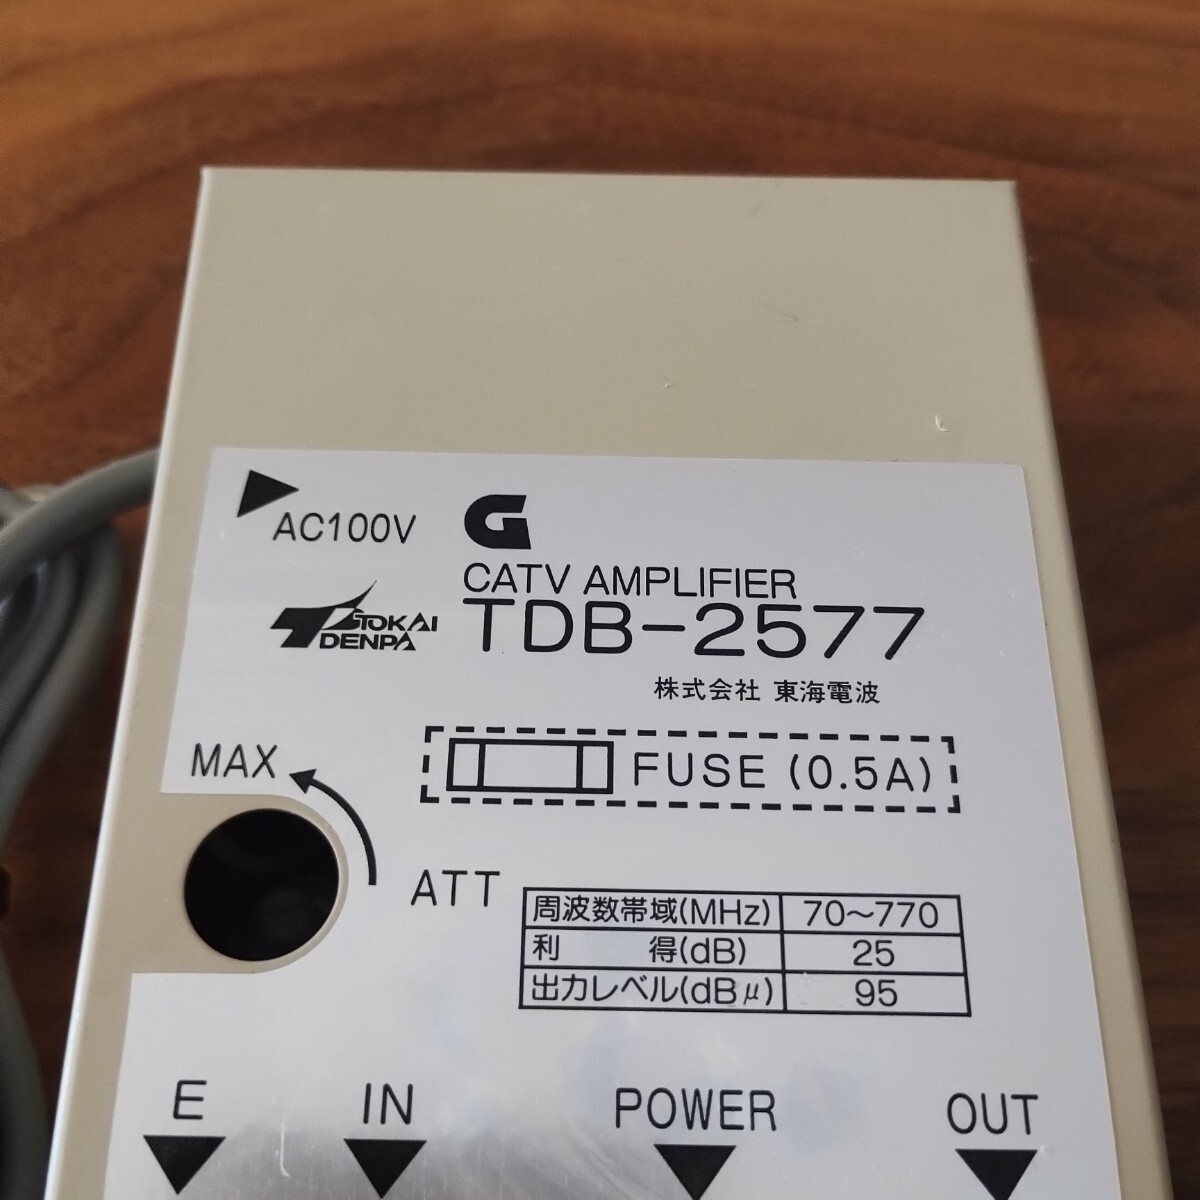 AC100V
G
CATV AMPLIFIER
TOKAI
DENPA
TDB-2577
株式会社 東海電波
MAX
FUSE (0.5A)
ATT
周波数帯域(MHz) 70～770
利 得(dB) 25
出力レベル(dBμ) 95
E IN POWER OUT